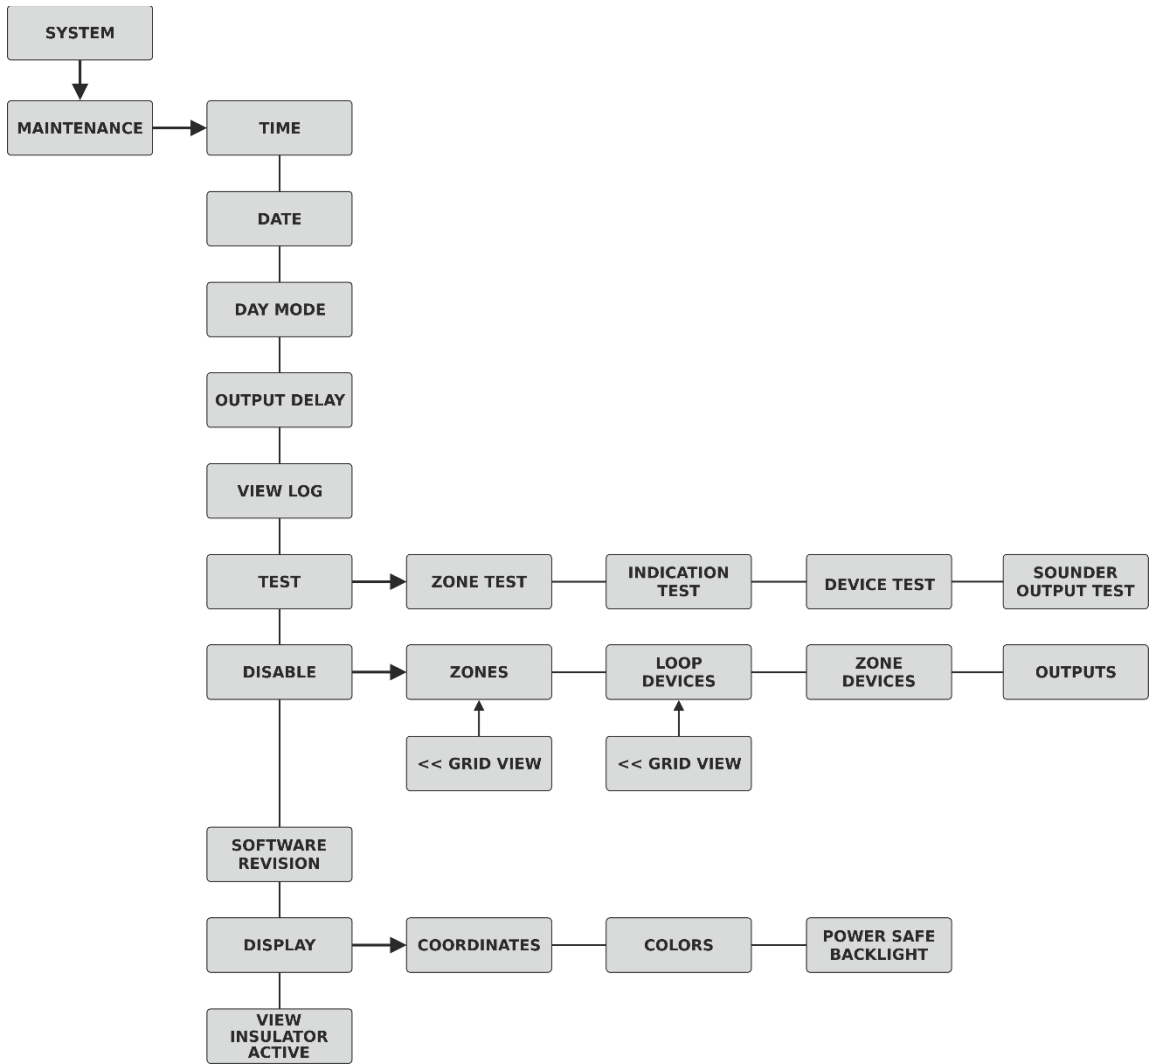 SYSTEM
MAINTENANCE
TIME
DATE
DAY MODE
OUTPUT DELAY
VIEW LOG
TEST
ZONE TEST
INDICATION
TEST
DEVICE TEST
SOUNDER
OUTPUT TEST
DISABLE
ZONES
LOOP
DEVICES
ZONE
DEVICES
OUTPUTS
<< GRID VIEW
<< GRID VIEW
SOFTWARE
REVISION
DISPLAY
COORDINATES
COLORS
POWER SAFE
BACKLIGHT
VIEW
INSULATOR
ACTIVE